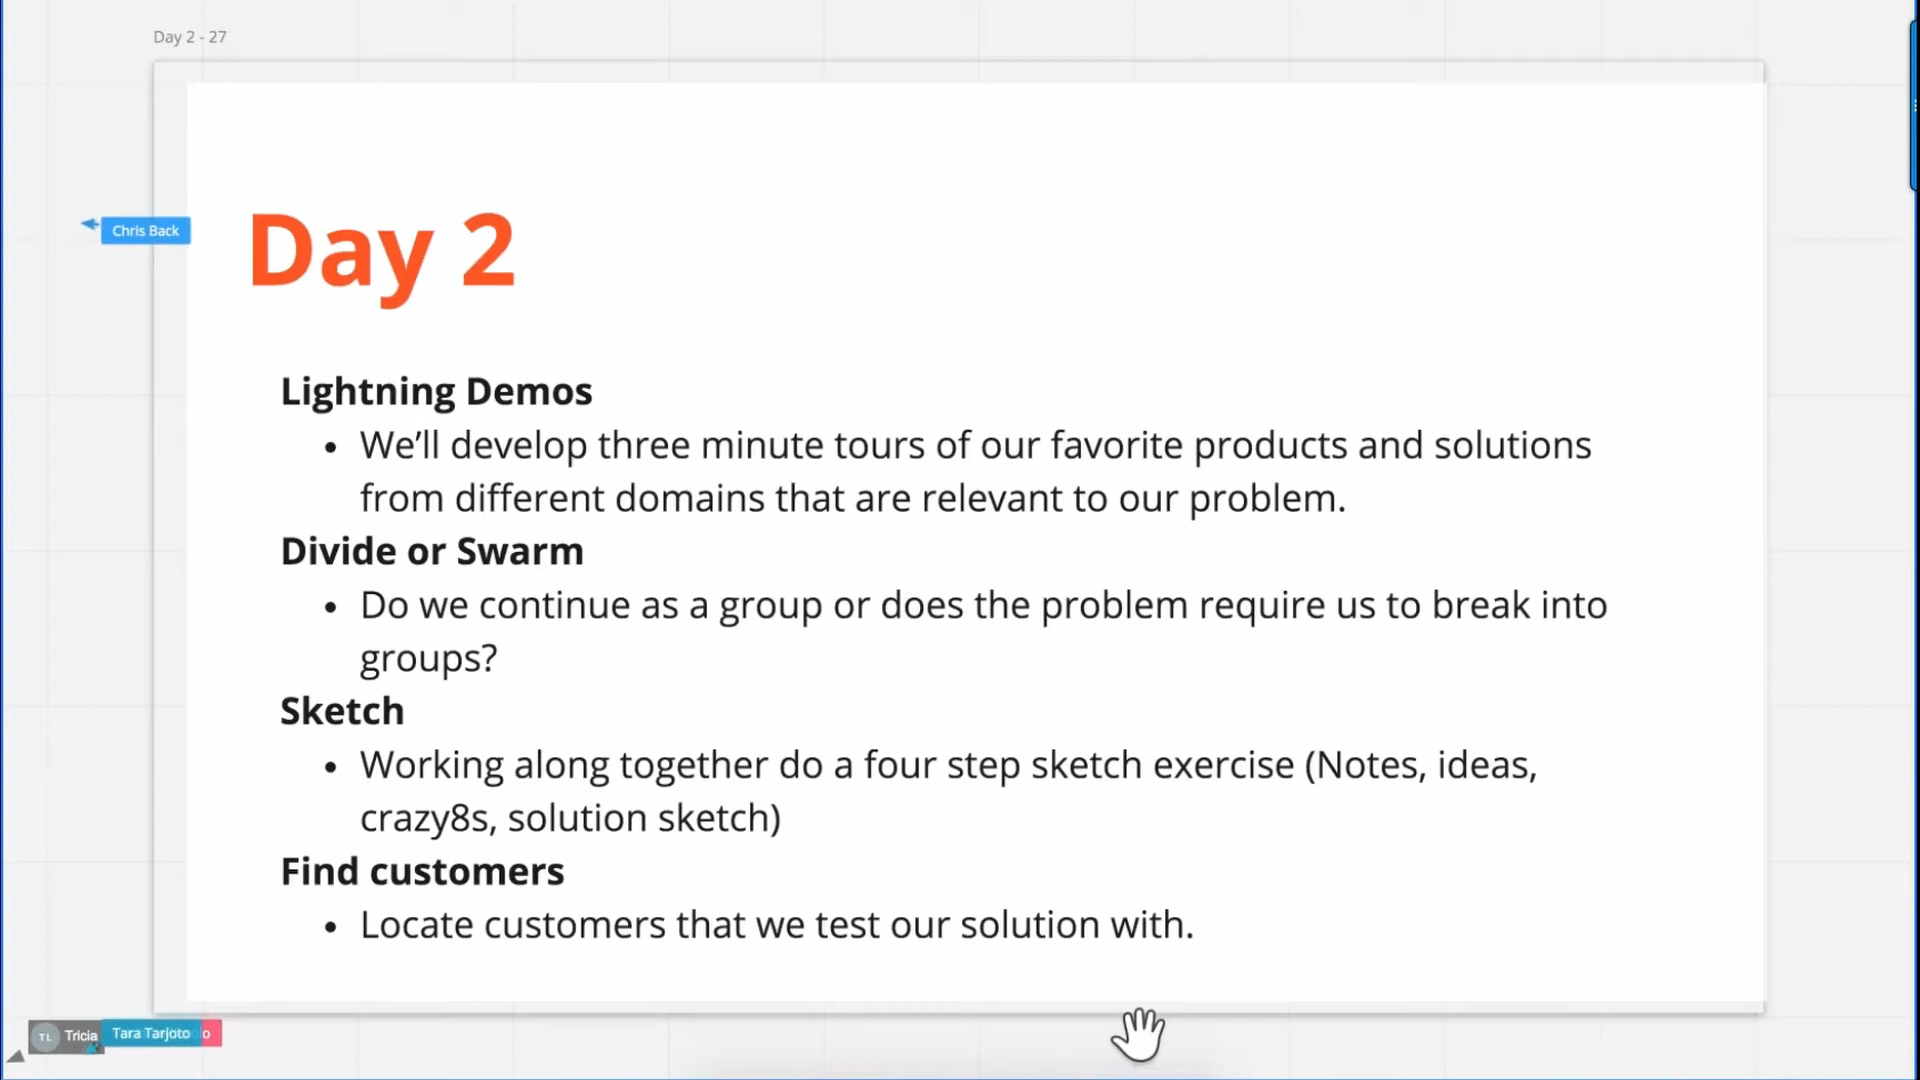 Day 2 - 27
Chris Back
Day 2
Lightning Demos
• We’ll develop three minute tours of our favorite products and solutions
from different domains that are relevant to our problem.
Divide or Swarm
• Do we continue as a group or does the problem require us to break into
groups?
Sketch
• Working along together do a four step sketch exercise (Notes, ideas,
crazy8s, solution sketch)
Find customers
• Locate customers that we test our solution with.
TL Tricia Tara Tarjoto o